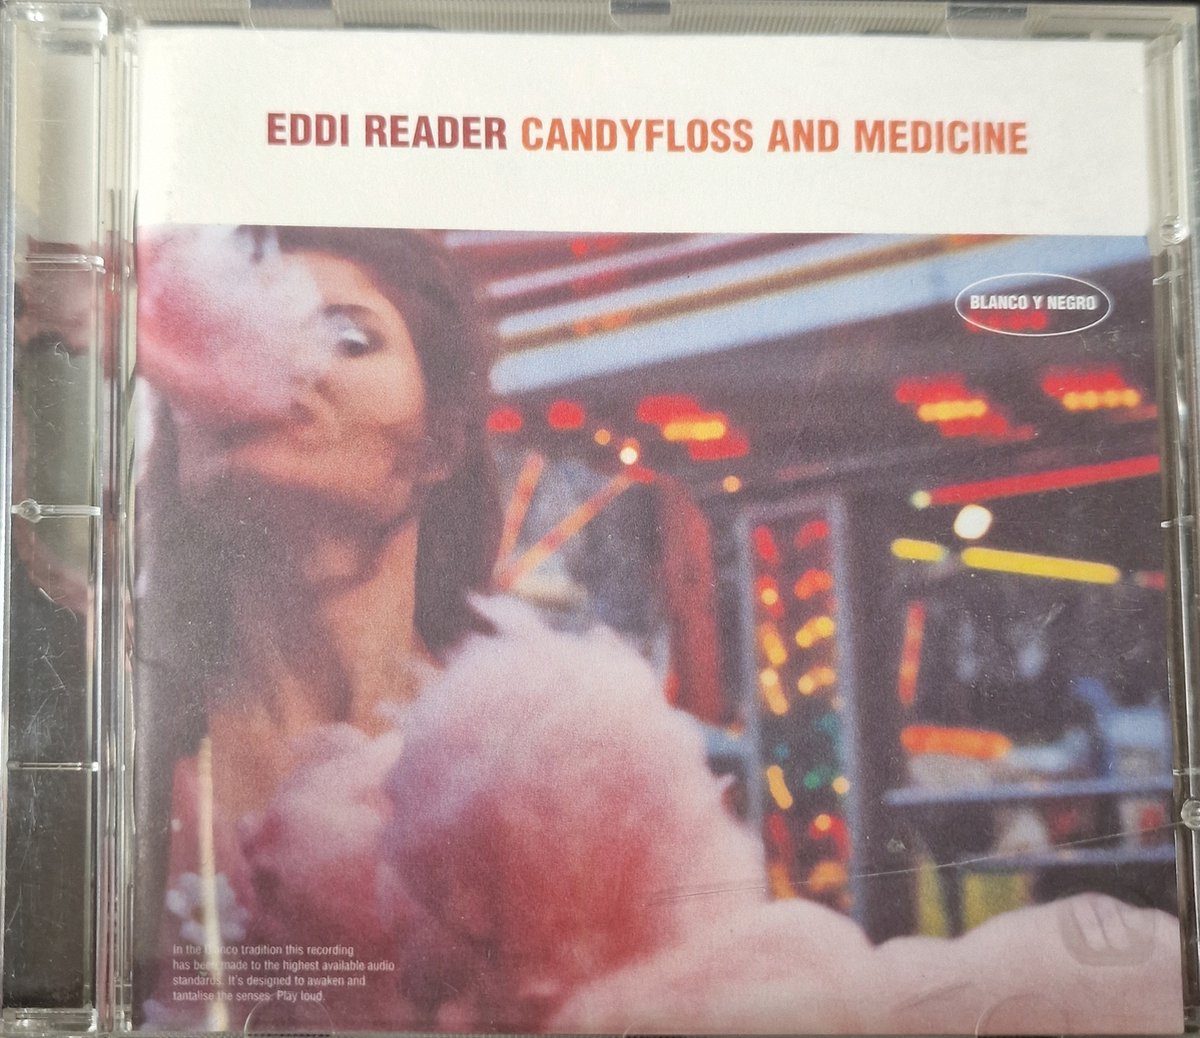 EDDI READER CANDYFLOSS AND MEDICINE
BLANCO Y NEGRO
In the Blanco tradition this recording
has been made to the highest available audio
standards. It's designed to awaken and
tantalise the senses. Play loud.